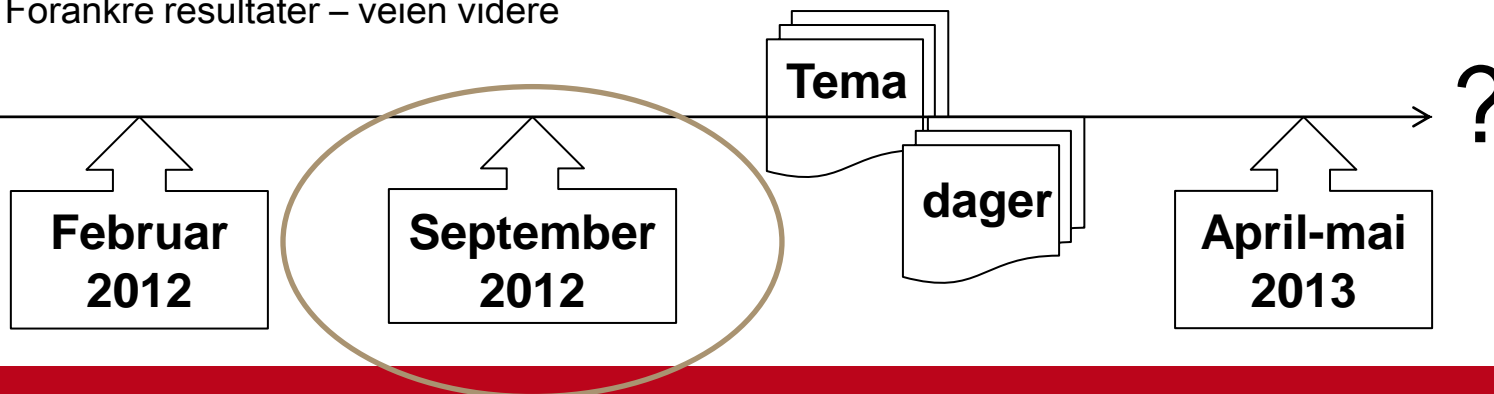 Forankre resultater – veien videre
Tema
?
dager
Februar
2012
September
2012
April-mai
2013